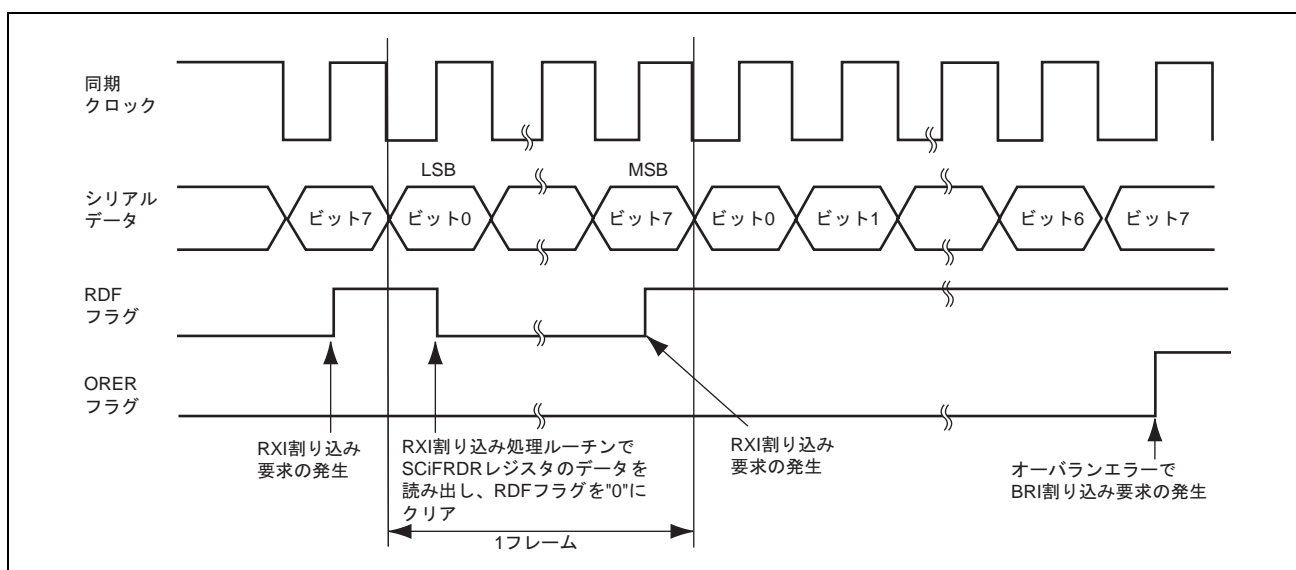 同期
クロック
LSB
MSB
シリアル
データ
ビット7
ビット0
ビット7
ビット0
ビット1
ビット6
ビット7
RDF
フラグ
ORER
フラグ
RXI割り込み
要求の発生
RXI割り込み処理ルーチンで
SCiFRDRレジスタのデータを
読み出し、RDFフラグを"0"に
クリア
RXI割り込み
要求の発生
オーバランエラーで
BRI割り込み要求の発生
1フレーム